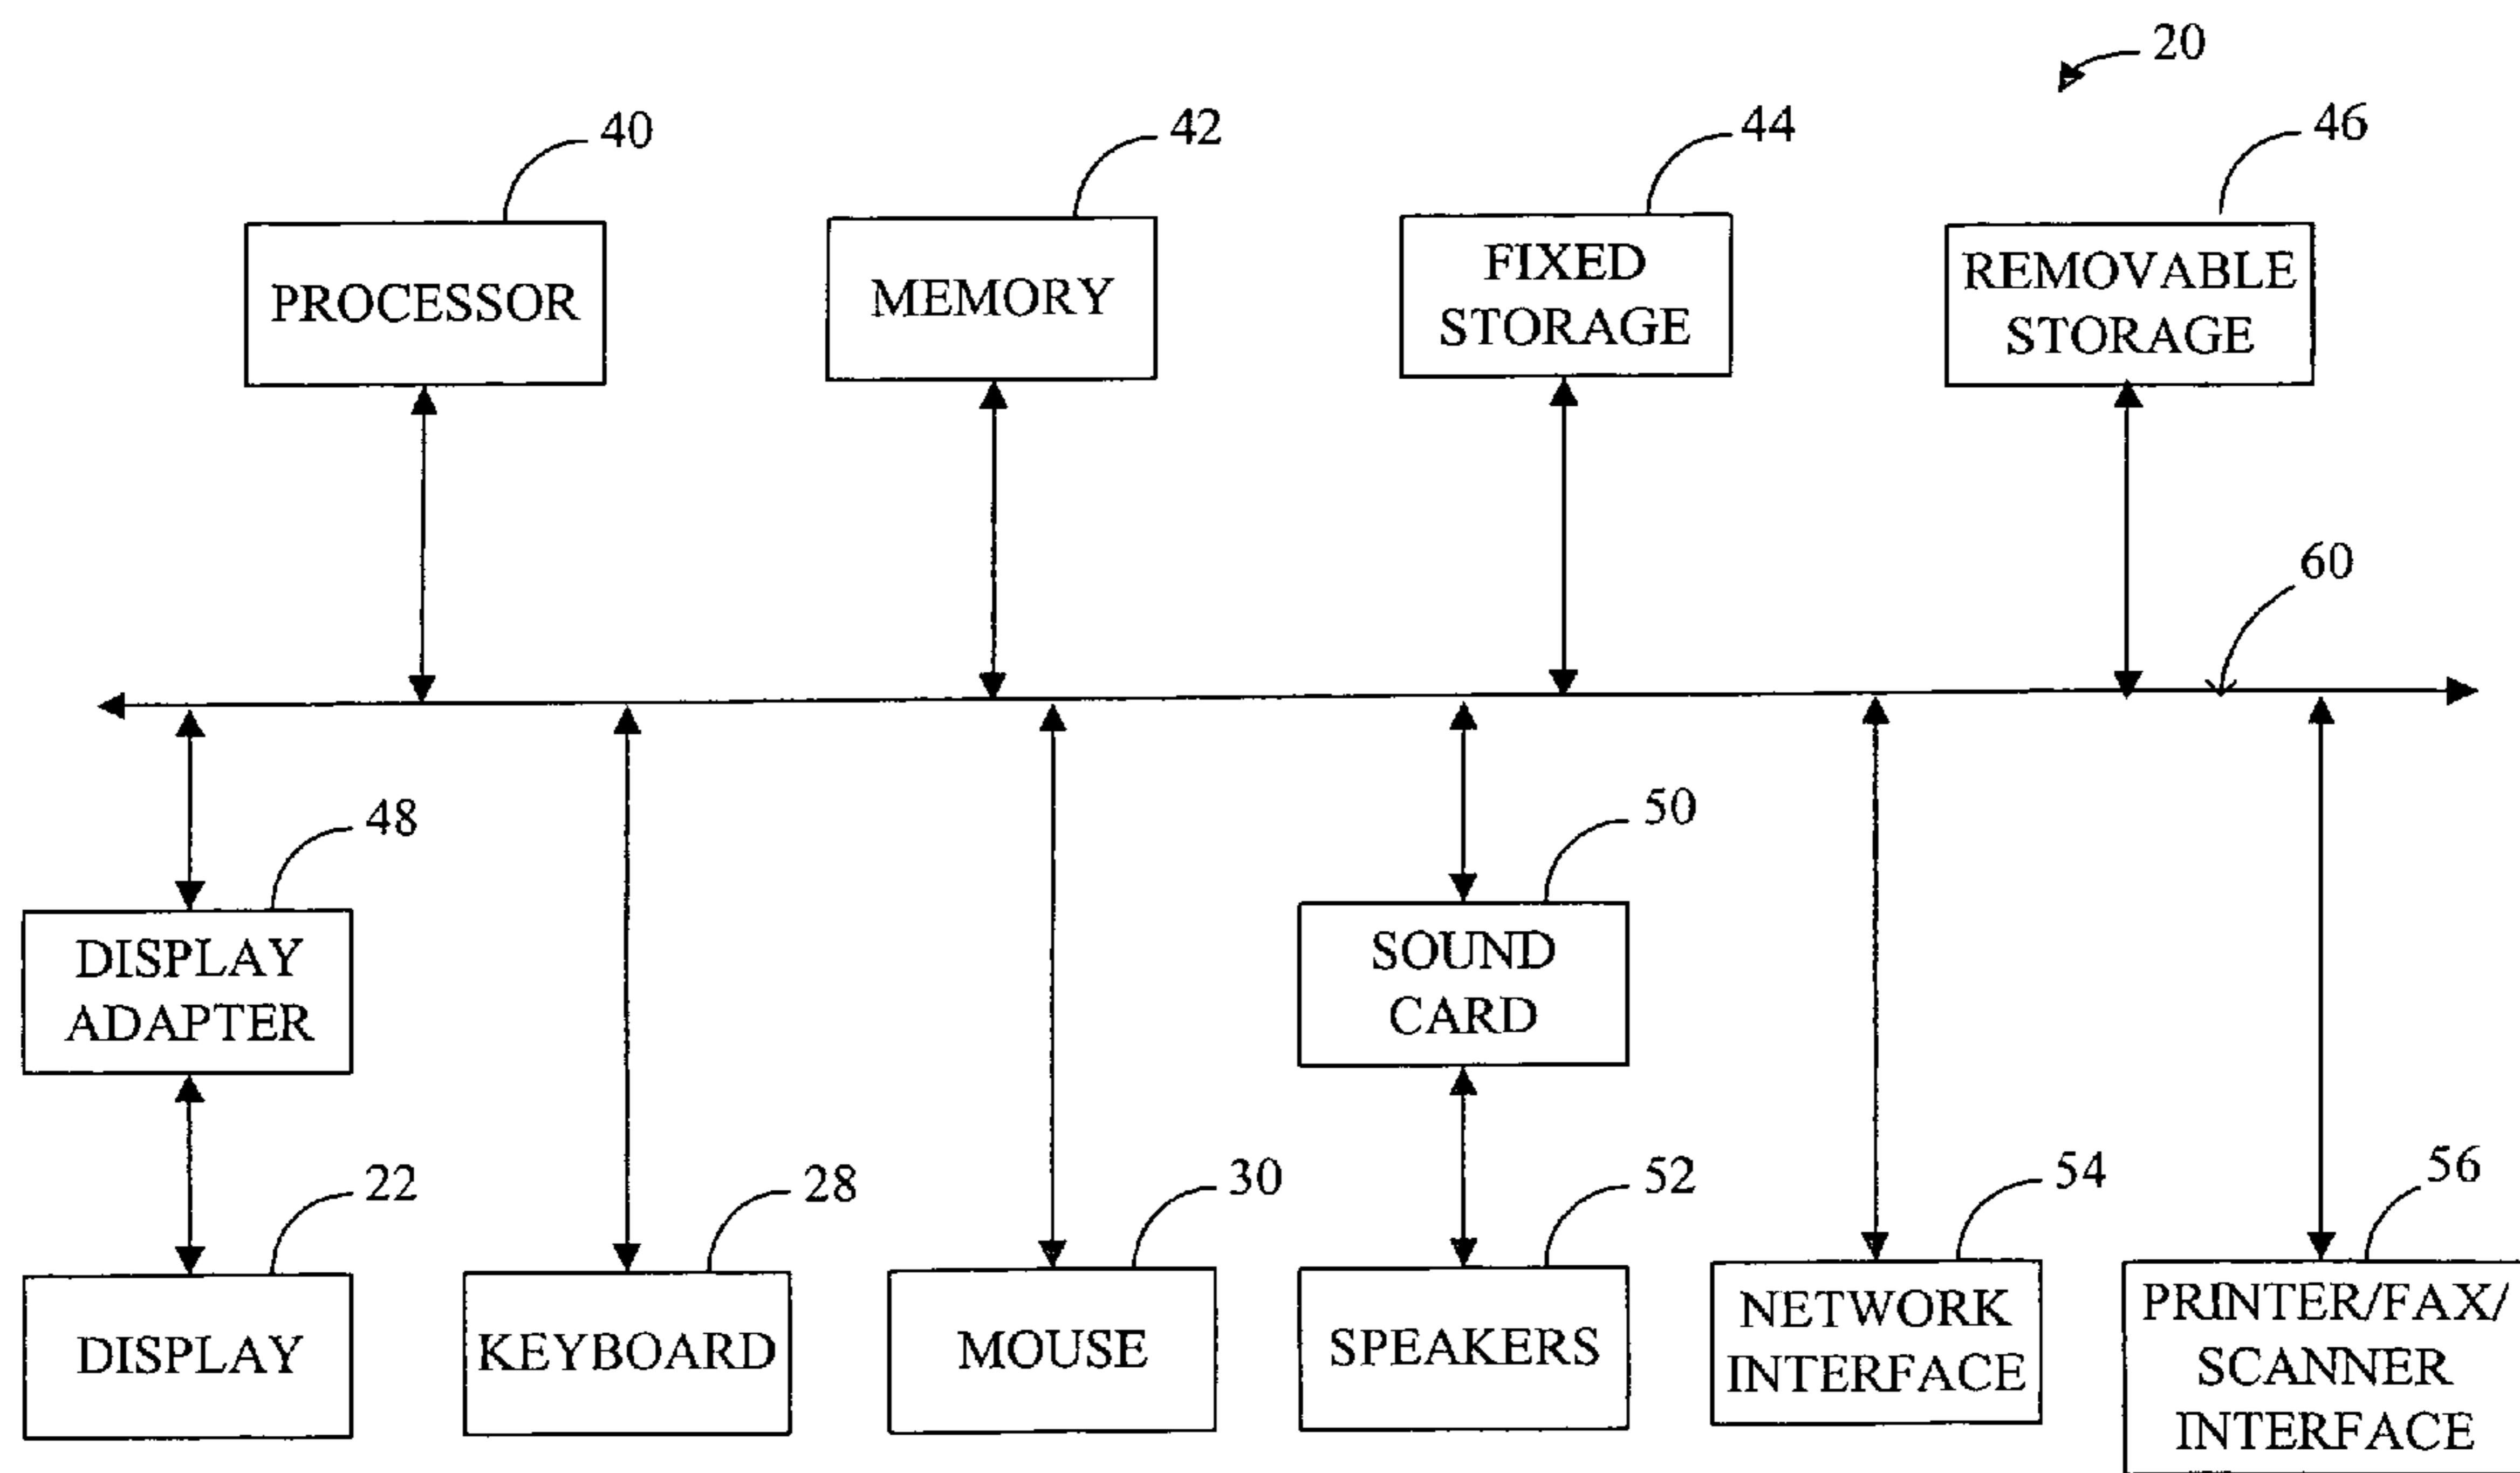 20
40
42
44
46
PROCESSOR
MEMORY
FIXED
STORAGE
REMOVABLE
STORAGE
60
48
50
DISPLAY
ADAPTER
SOUND
CARD
22
28
30
52
54
56
DISPLAY
KEYBOARD
MOUSE
SPEAKERS
NETWORK
INTERFACE
PRINTER/FAX/
SCANNER
INTERFACE